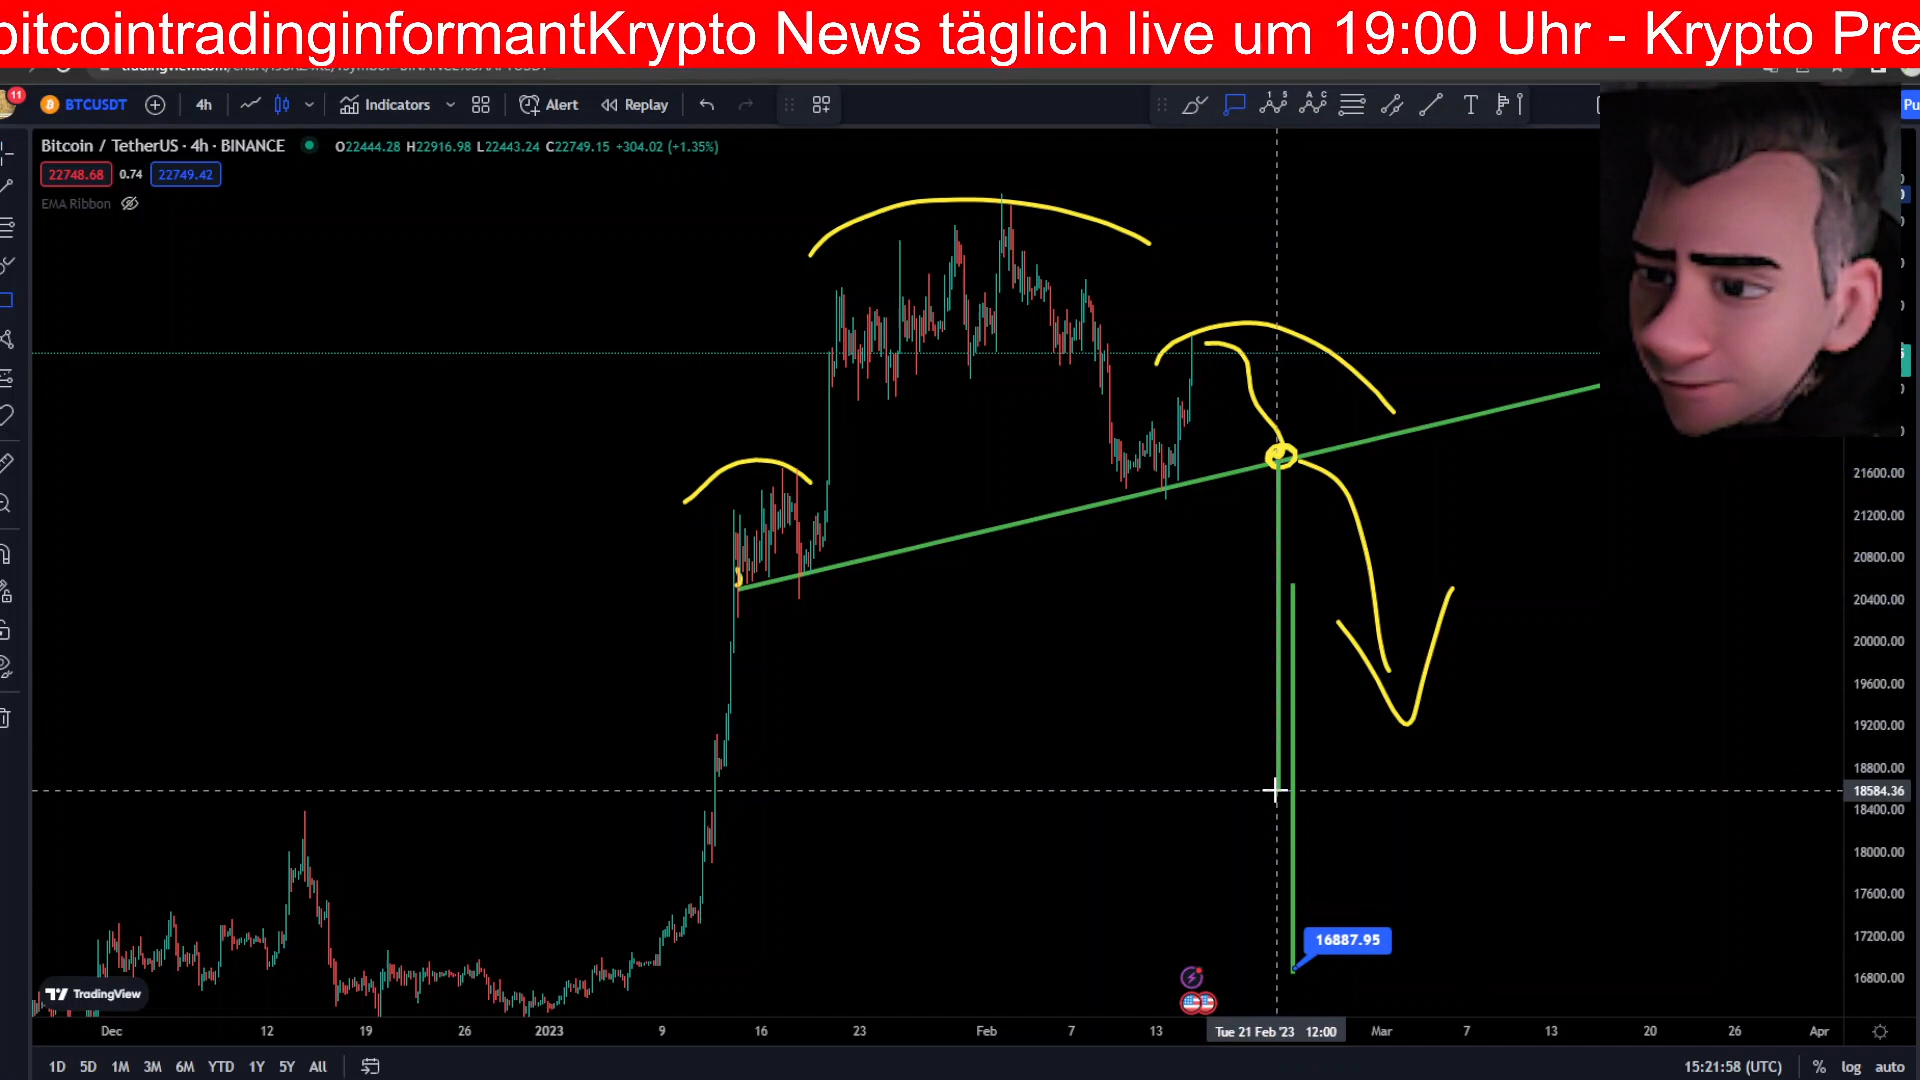 bitcointradinginformantKrypto News täglich live um 19:00 Uhr - Krypto Pre
11
BTCUSDT 4h Indicators Alert Replay
Bitcoin / TetherUS · 4h · BINANCE O22444.28 H22916.98 L22443.24 C22749.15 +304.02 (+1.35%)
22748.68 0.74 22749.42
EMA Ribbon
21600.00
21200.00
20800.00
20400.00
20000.00
19600.00
19200.00
18800.00
18584.36
18400.00
18000.00
17600.00
17200.00
16887.95
16800.00
TradingView
Dec 12 19 26 2023 9 16 23 Feb 7 13 Tue 21 Feb '23 12:00 Mar 7 13 20 26 Apr
1D 5D 1M 3M 6M YTD 1Y 5Y All 15:21:58 (UTC) % log auto